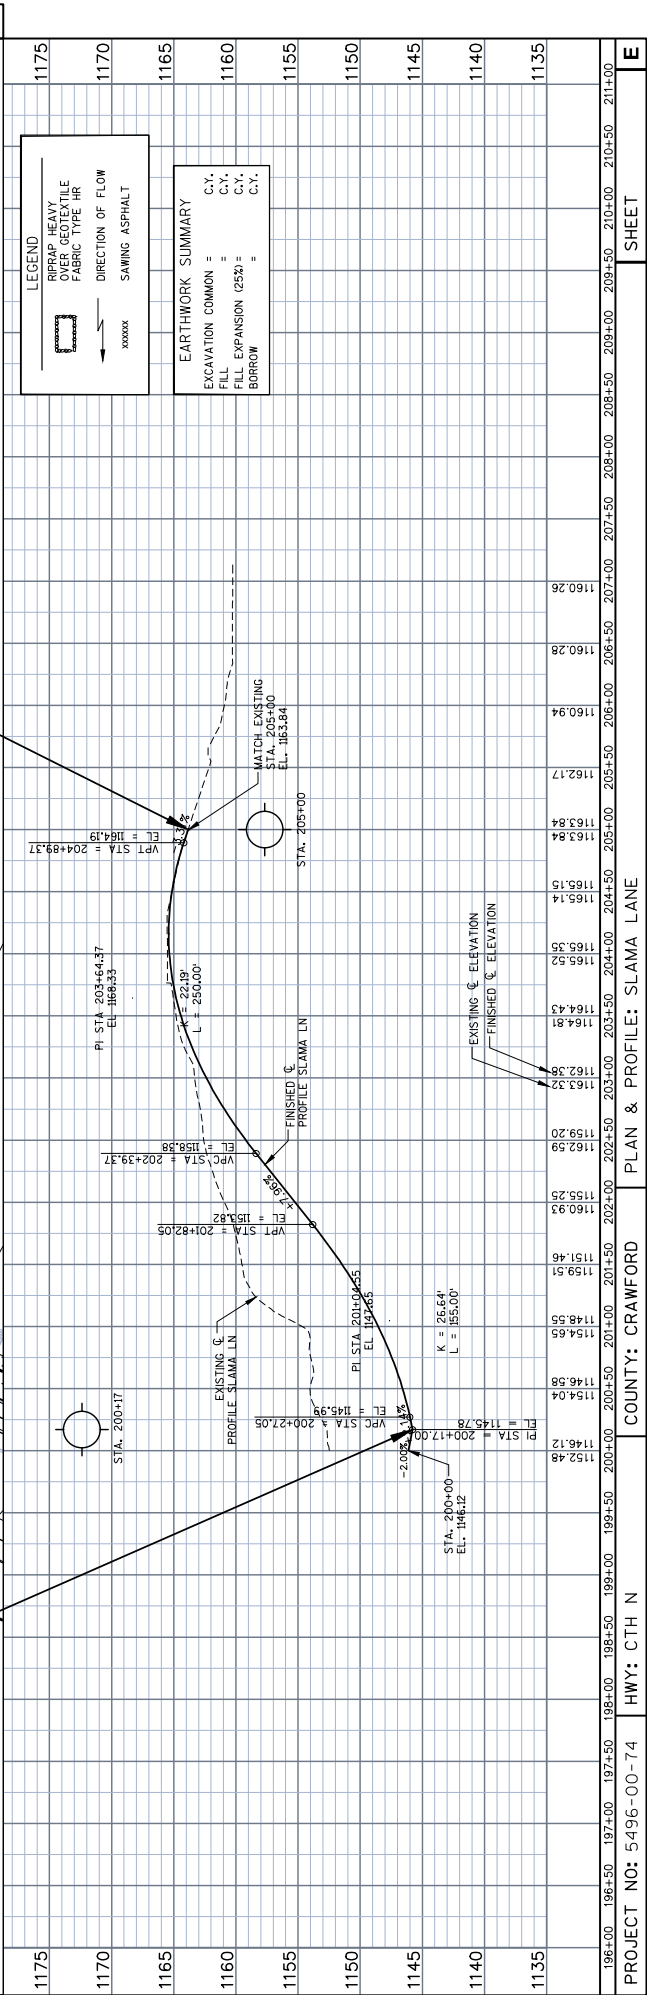 1175
1170
1165
1160
1155
1150
1145
1140
1135
1175
1170
1165
1160
1155
1150
1145
1140
1135
LEGEND
RIPRAP HEAVY
OVER GEOTEXTILE
FABRIC TYPE HR
DIRECTION OF FLOW
XXXXXX SAWING ASPHALT
EARTHWORK SUMMARY
EXCAVATION COMMON = C.Y.
FILL = C.Y.
FILL EXPANSION (25%) = C.Y.
BORROW = C.Y.
STA. 200+17
STA. 200+00
EL. 1146.12
-2.00%
PI STA = 200+17.00
EL = 1145.78
VPC STA = 200+27.05
EL = 1145.99
EXISTING ℄
PROFILE SLAMA LN
PI STA 201+04.55
EL 1147.65
K = 26.64'
L = 155.00'
VPT STA = 201+82.05
EL = 1153.82
+7.96%
VPC STA = 202+39.37
EL = 1158.38
FINISHED ℄
PROFILE SLAMA LN
PI STA 203+64.37
EL 1168.33
K = 22.19'
L = 250.00'
VPT STA = 204+89.37
EL = 1164.19
MATCH EXISTING
STA. 205+00
EL. 1163.84
STA. 205+00
EXISTING ℄ ELEVATION
FINISHED ℄ ELEVATION
1152.48 1146.12
1154.04 1146.58
1154.65 1148.55
1159.51 1151.46
1160.93 1155.25
1162.59 1159.20
1163.32 1162.38
1164.81 1164.43
1165.52 1165.35
1165.14 1165.15
1163.84 1163.84
1162.17
1160.94
1160.28
1160.26
196+00 196+50 197+00 197+50 198+00 198+50 199+00 199+50 200+00 200+50 201+00 201+50 202+00 202+50 203+00 203+50 204+00 204+50 205+00 205+50 206+00 206+50 207+00 207+50 208+00 208+50 209+00 209+50 210+00 210+50 211+00
PROJECT NO: 5496-00-74 HWY: CTH N COUNTY: CRAWFORD PLAN & PROFILE: SLAMA LANE SHEET E